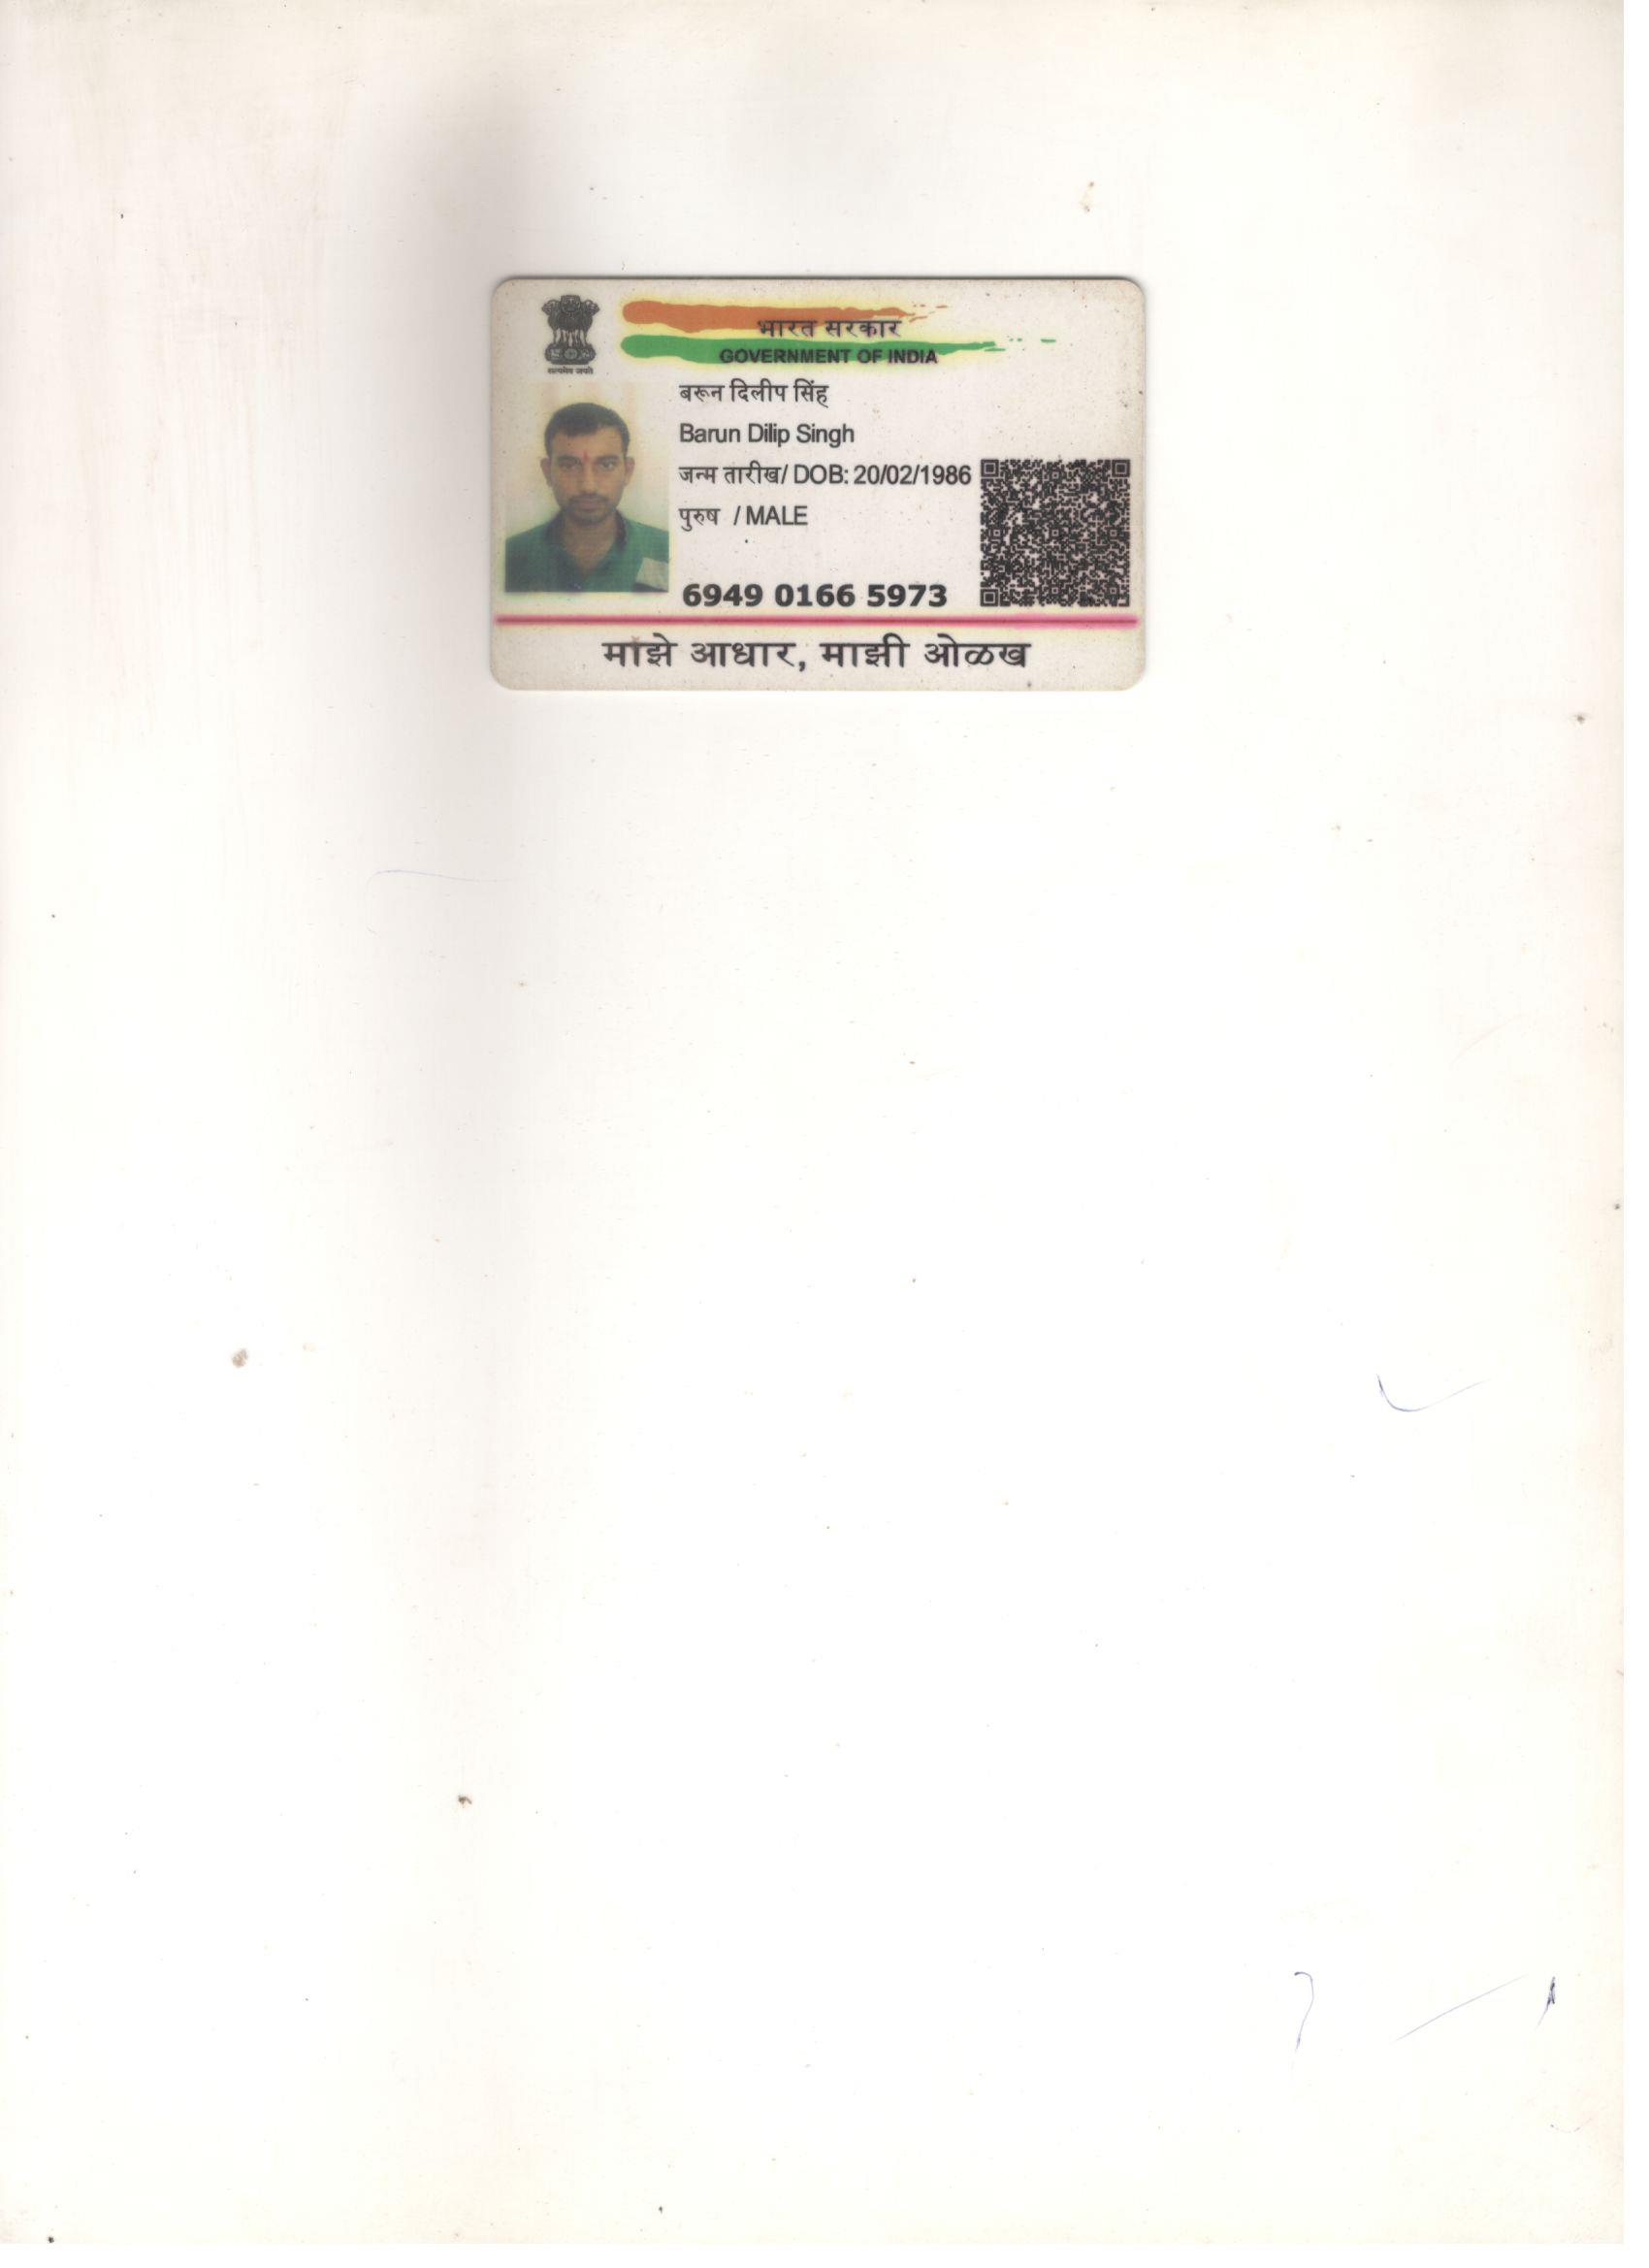 सत्यमेव जयते
भारत सरकार
GOVERNMENT OF INDIA
बरून दिलीप सिंह
Barun Dilip Singh
जन्म तारीख/ DOB: 20/02/1986
पुरुष / MALE
6949 0166 5973
माझे आधार, माझी ओळख